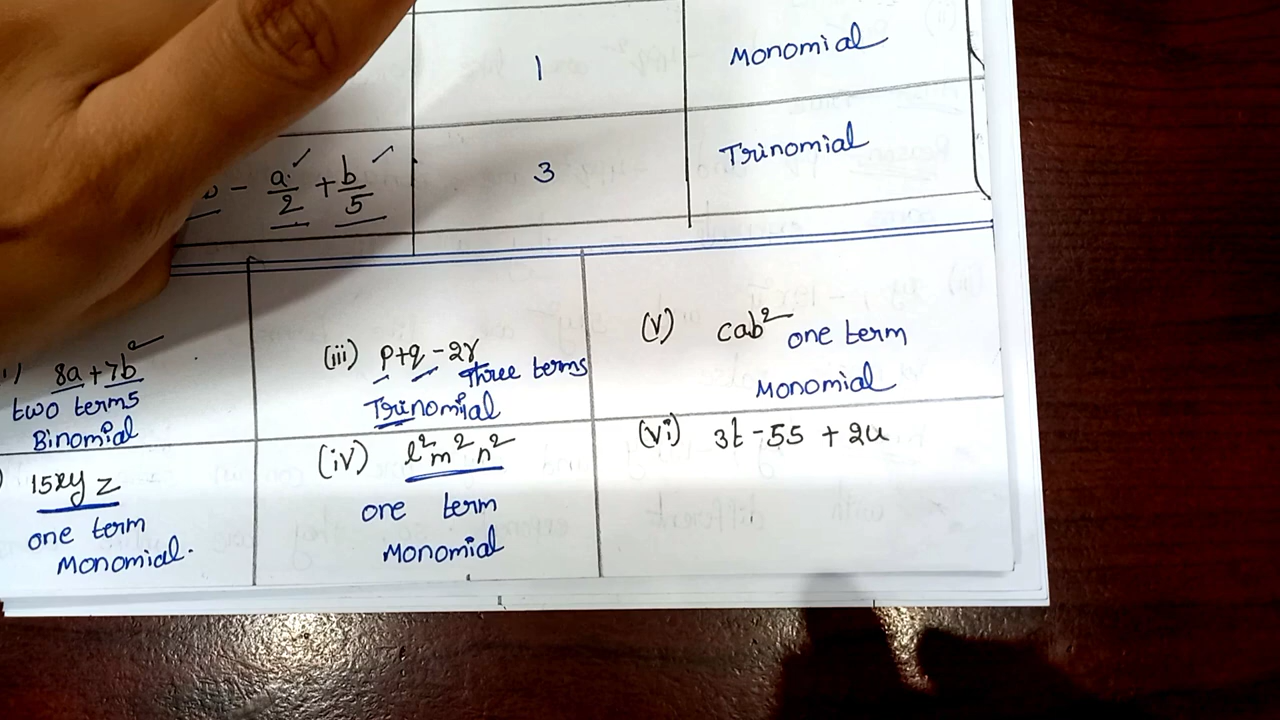 1 Monomial
- a/2 + b/5 3 Trinomial
8a + 7b²
two terms
Binomial
(iii) p+q - 2r
Three terms
Trinomial
(v) cab² one term
Monomial
15xyz
one term
Monomial.
(iv) l²m²n²
one term
Monomial
(vi) 3t - 55 + 2u